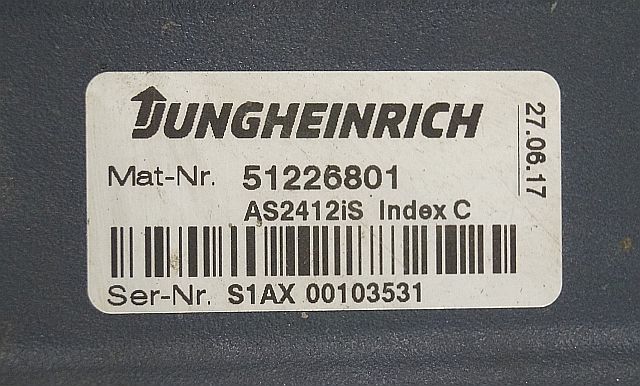 JUNGHEINRICH
Mat-Nr. 51226801
AS2412iS Index C
Ser-Nr. S1AX 00103531
27.06.17